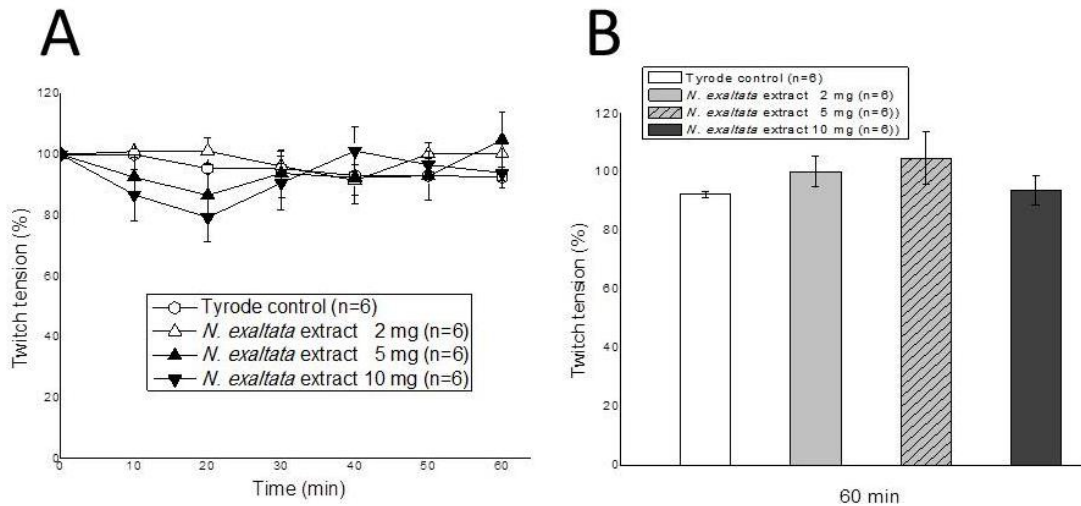 A
120
100
80
60
40
20
0
Twitch tension (%)
Tyrode control (n=6)
N. exaltata extract 2 mg (n=6)
N. exaltata extract 5 mg (n=6)
N. exaltata extract 10 mg (n=6)
0 10 20 30 40 50 60
Time (min)
B
Tyrode control (n=6)
N. exaltata extract 2 mg (n=6)
N. exaltata extract 5 mg (n=6))
N. exaltata extract 10 mg (n=6))
120
100
80
60
40
20
0
Twitch tension (%)
60 min